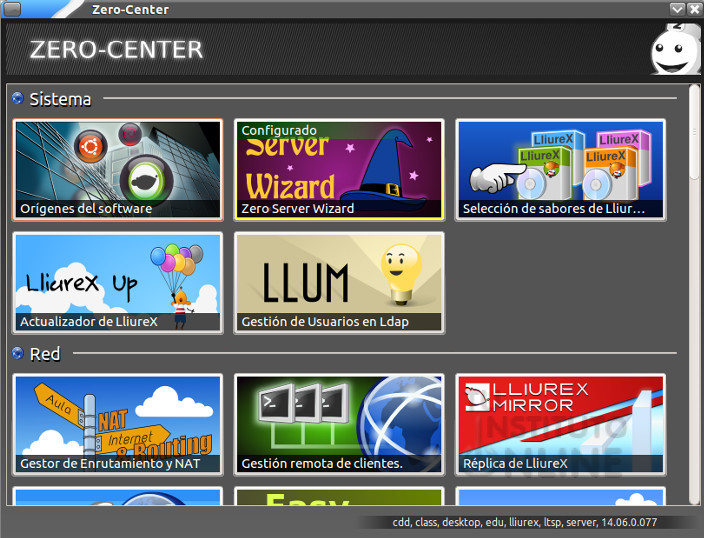 Zero-Center
ZERO-CENTER
Sistema
Orígenes del software
Configurado
Server
Wizard
Zero Server Wizard
LliureX
LliureX
LliureX
LliureX
Selección de sabores de Lliur...
LliureX Up
Actualizador de LliureX
LLUM
Gestión de Usuarios en Ldap
Red
Aula
NAT
Internet
& Routing
Gestor de Enrutamiento y NAT
Gestión remota de clientes.
LLIUREX
MIRROR
INSTITUTO
ONLINE
Réplica de LliureX
Easy
cdd, class, desktop, edu, lliurex, ltsp, server, 14.06.0.077